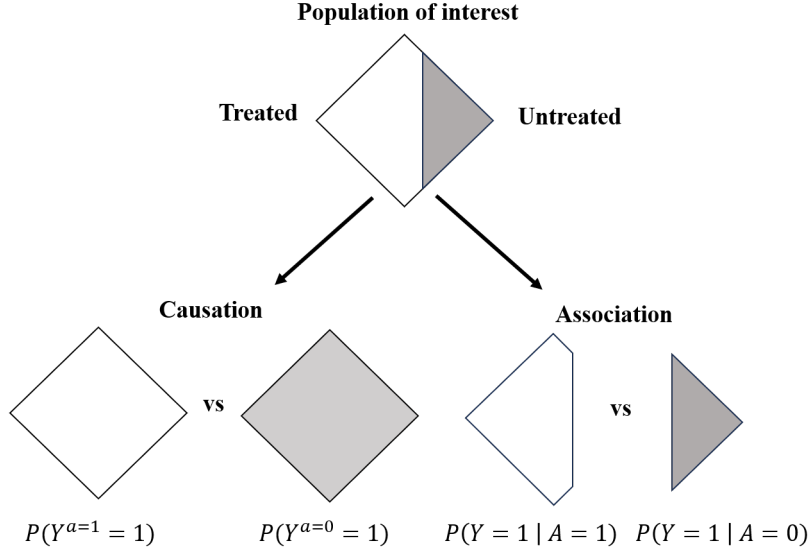 Population of interest
Treated
Untreated
Causation
Association
vs
vs
P(Y^{a=1} = 1)
P(Y^{a=0} = 1)
P(Y = 1 | A = 1)
P(Y = 1 | A = 0)